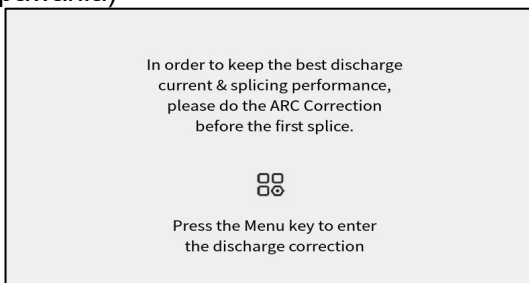 In order to keep the best discharge
current & splicing performance,
please do the ARC Correction
before the first splice.
Press the Menu key to enter
the discharge correction